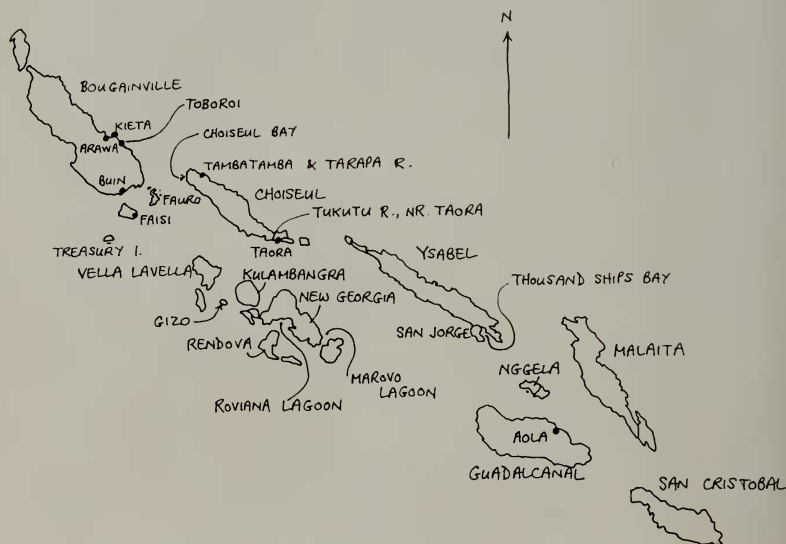 N
BOUGAINVILLE
TOBOROI
KIETA
CHOISEUL BAY
ARAWA
TAMBATAMBA & TARAPA R.
BUIN
FAURO
CHOISEUL
FAISI
TUKUTU R., NR. TAORA
TREASURY I.
TAORA
YSABEL
VELLA LAVELLA
KULAMBANGRA
THOUSAND SHIPS BAY
NEW GEORGIA
GIZO
SAN JORGE
RENDOVA
MALAITA
NGGELA
MAROVO
LAGOON
ROVIANA LAGOON
AOLA
GUADALCANAL
SAN CRISTOBAL